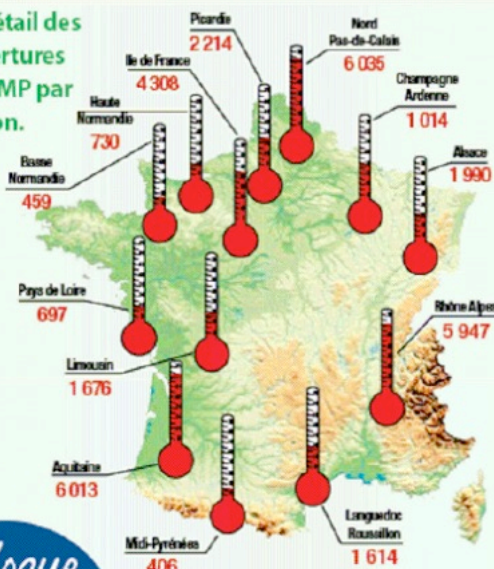 étail des
ertures
MP par
on.
Picardie
2 214
Nord
Pas-de-Calais
6 035
Ile de France
4 308
Haute
Normandie
730
Champagne
Ardenne
1 014
Basse
Normandie
459
Alsace
1 990
Pays de Loire
697
Rhône Alpes
5 947
Limousin
1 676
Aquitaine
6 013
Midi-Pyrénées
406
Languedoc
Roussillon
1 614